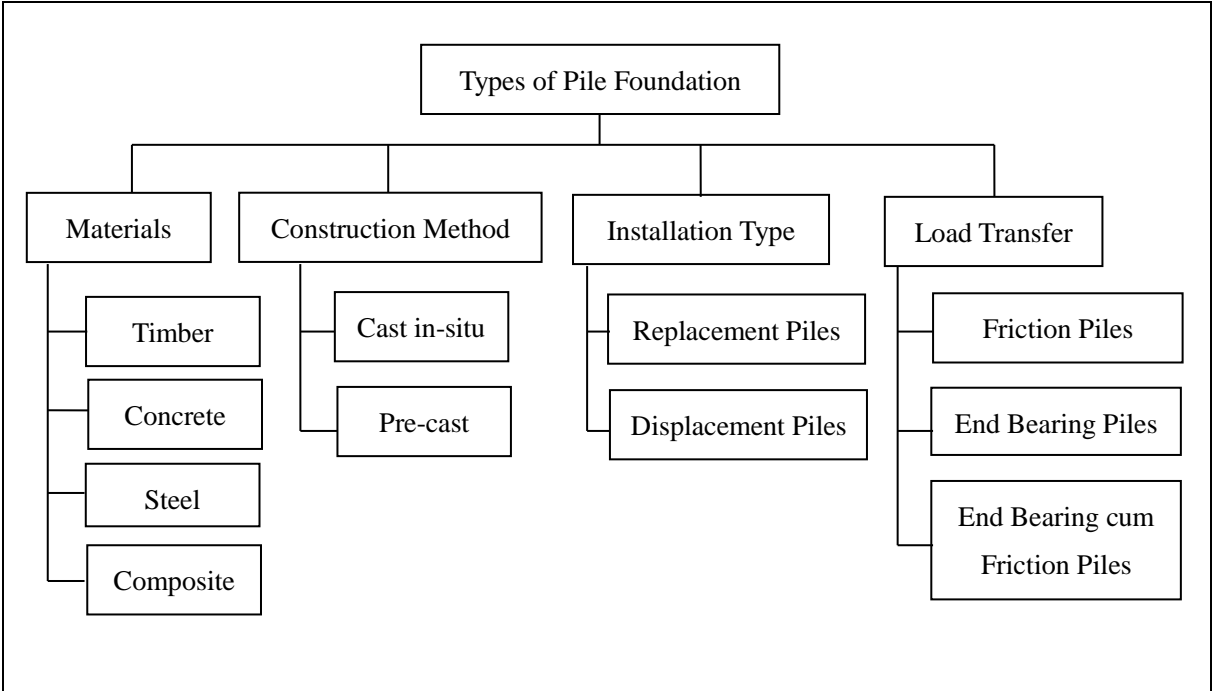 Types of Pile Foundation
Materials
Construction Method
Installation Type
Load Transfer
Timber
Concrete
Steel
Composite
Cast in-situ
Pre-cast
Replacement Piles
Displacement Piles
Friction Piles
End Bearing Piles
End Bearing cum
Friction Piles